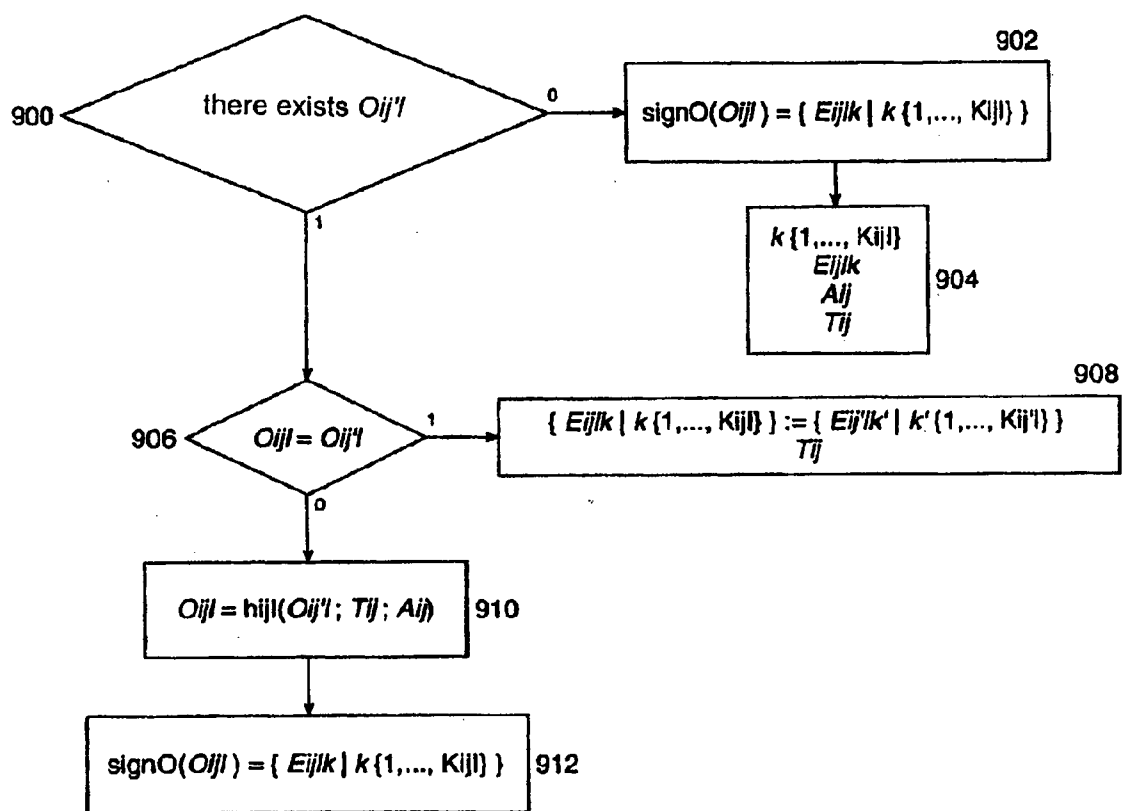 902
900
there exists Oij'l
0
signO(Oijl) = { Eijlk | k {1,..., Kijl} }
1
k {1,..., Kijl}
Eijlk
Aij
Tij
904
908
906
Oijl = Oij'l
1
{ Eijlk | k {1,..., Kijl} } := { Eij'lk' | k' {1,..., Kij'l} }
Tij
0
Oijl = hijl(Oij'l ; Tij ; Aij)
910
signO(Oijl) = { Eijlk | k {1,..., Kijl} }
912